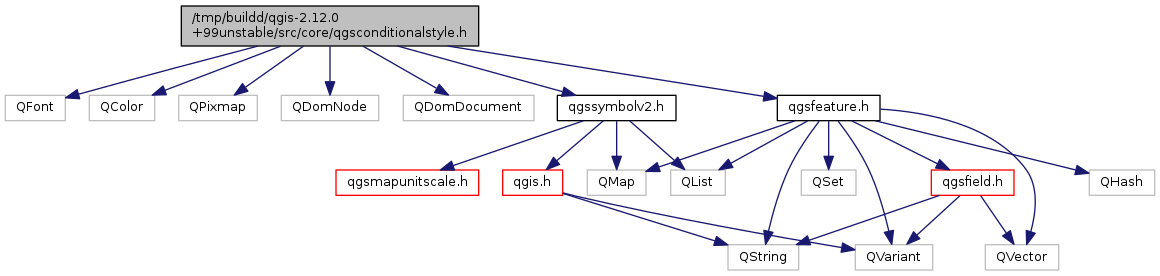 /tmp/buildd/qgis-2.12.0
+99unstable/src/core/qgsconditionalstyle.h
QFont
QColor
QPixmap
QDomNode
QDomDocument
qgssymbolv2.h
qgsfeature.h
qgsmapunitscale.h
qgis.h
QMap
QList
QSet
qgsfield.h
QHash
QString
QVariant
QVector